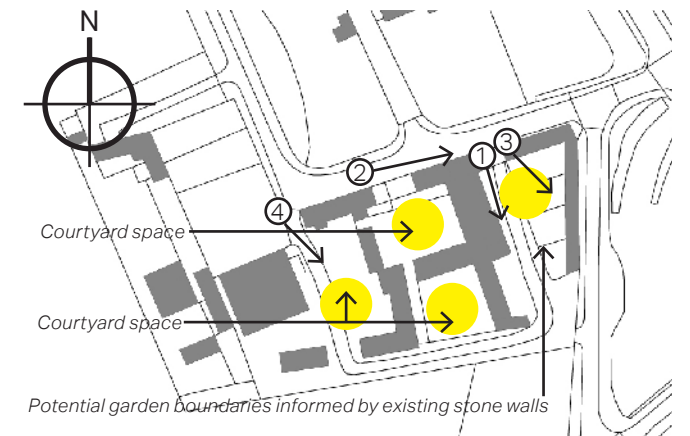 N
3
1
2
4
Courtyard space
Courtyard space
Potential garden boundaries informed by existing stone walls